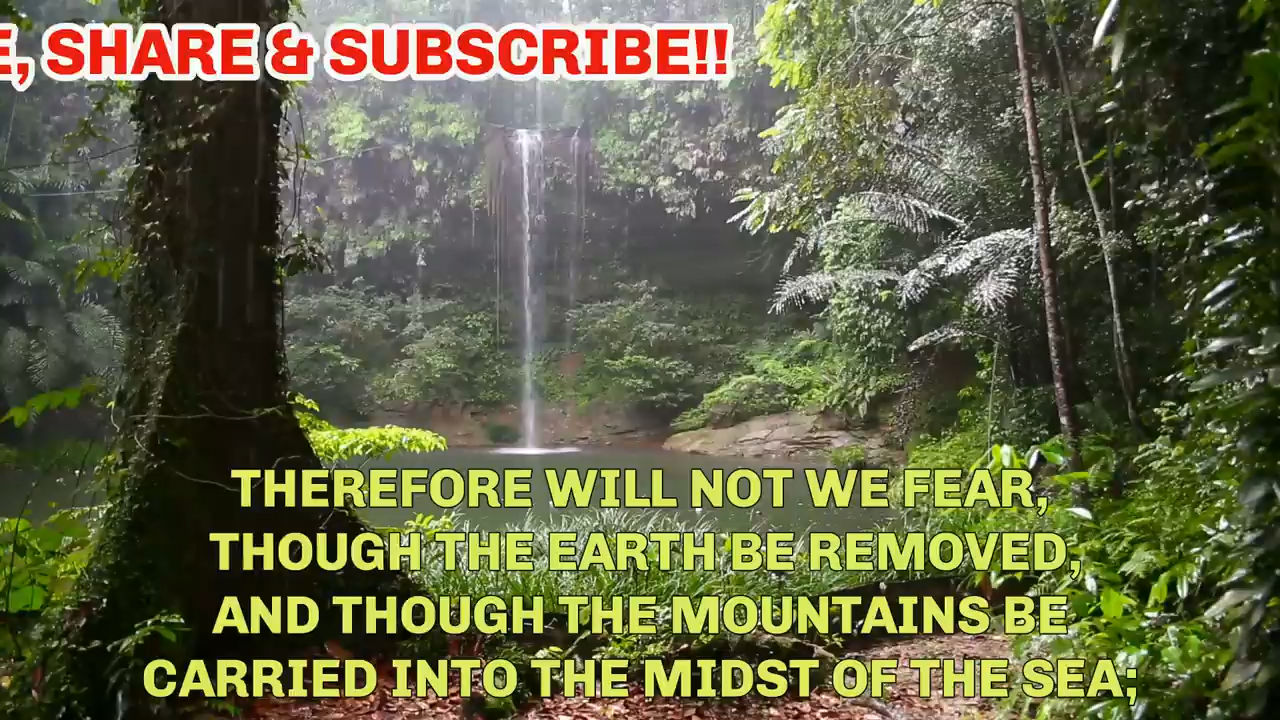 , SHARE & SUBSCRIBE!!
THEREFORE WILL NOT WE FEAR,
THOUGH THE EARTH BE REMOVED,
AND THOUGH THE MOUNTAINS BE
CARRIED INTO THE MIDST OF THE SEA;